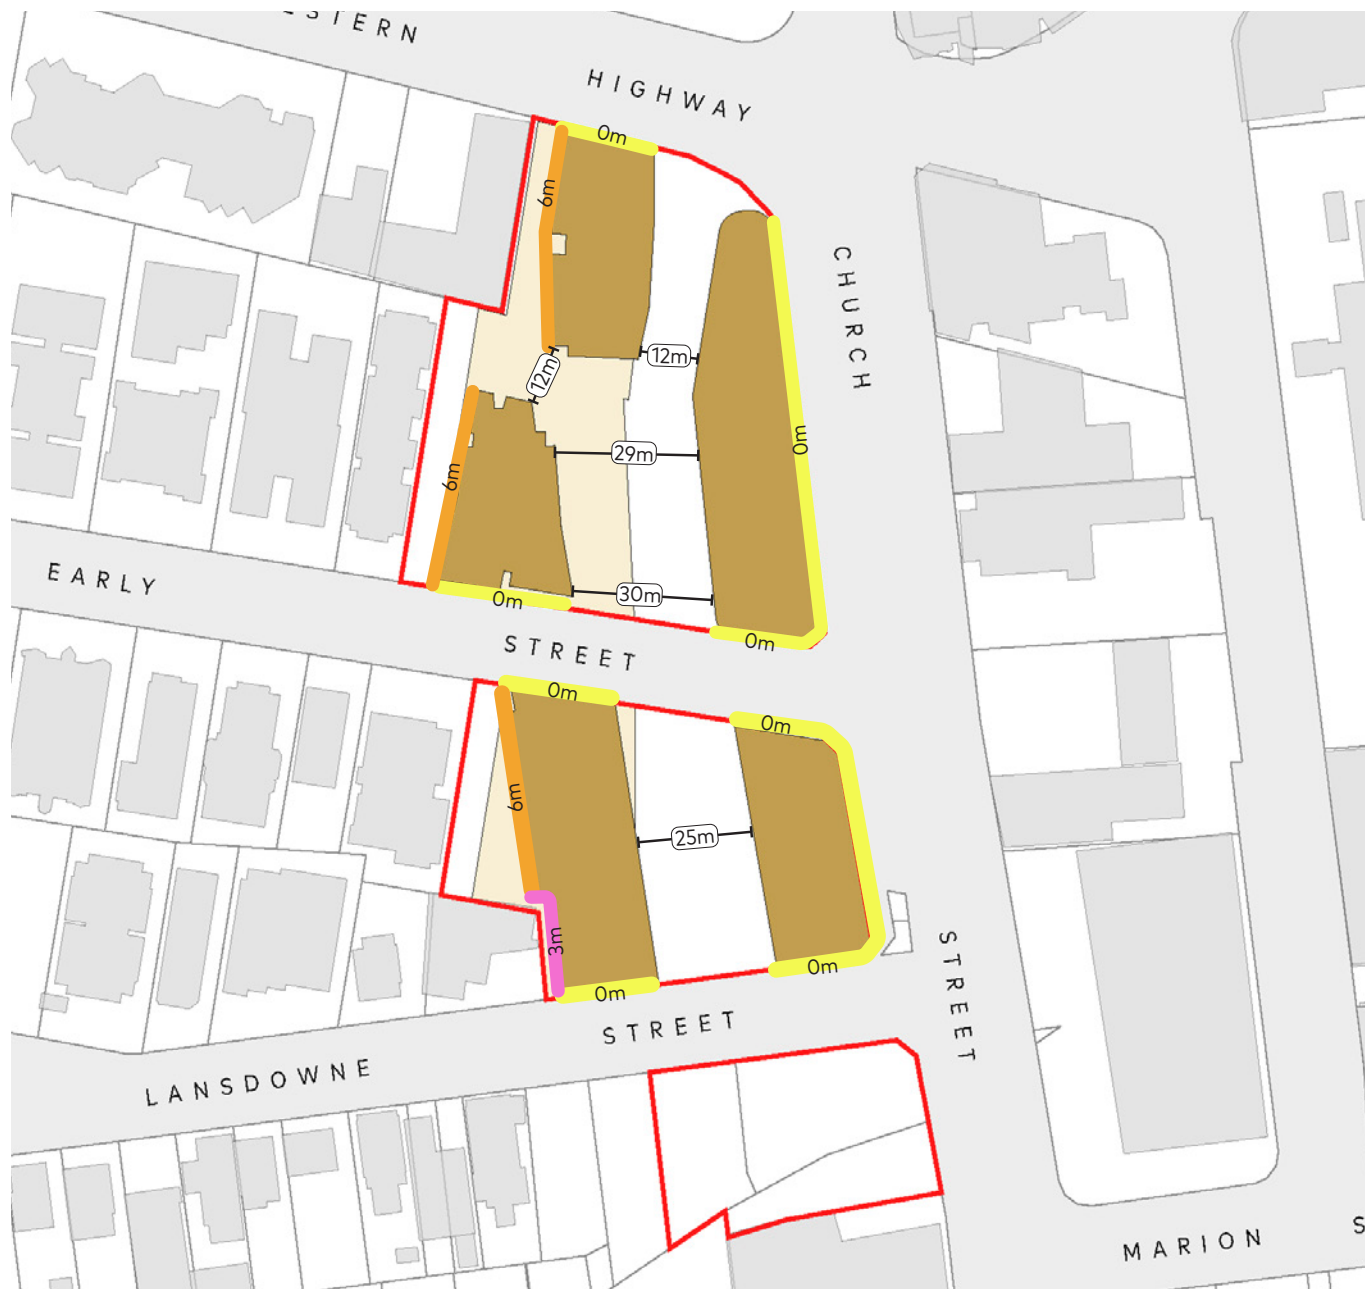 STERN
HIGHWAY
0m
6m
CHURCH
12m
12m
0m
29m
6m
EARLY
30m
0m
0m
STREET
0m
0m
6m
25m
3m
0m
0m
STREET
STREET
LANSDOWNE
MARION
S